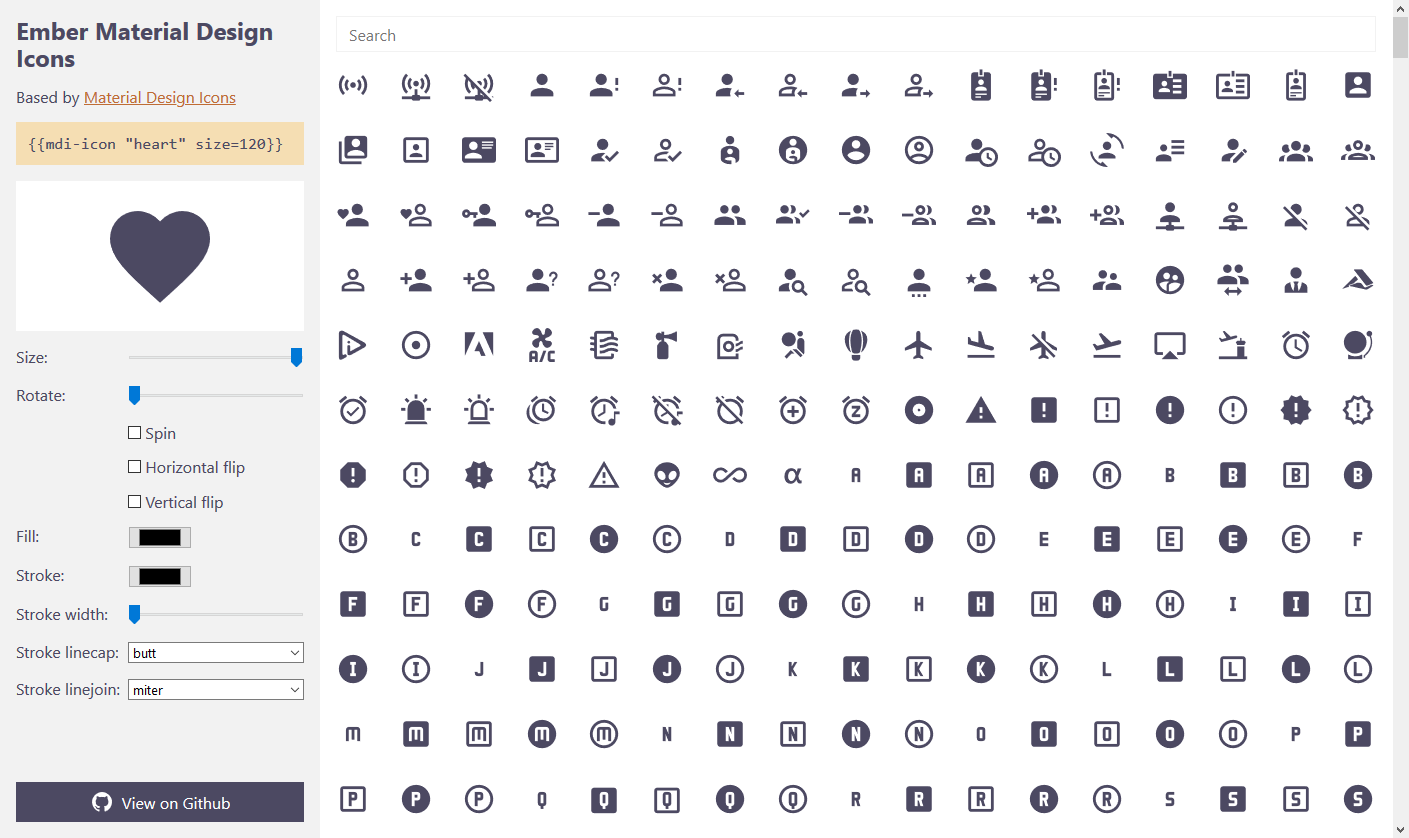 Ember Material Design
Icons
Based by Material Design Icons
{{mdi-icon "heart" size=120}}
Size:
Rotate:
Spin
Horizontal flip
Vertical flip
Fill:
Stroke:
Stroke width:
Stroke linecap: butt
Stroke linejoin: miter
View on Github
Search
A/C
z
α A A A A A B B B B
B C C C C C D D D D D E E E E E F
F F F F G G G G G H H H H H I I I
I I J J J J J K K K K K L L L L L
m m m m m N N N N N O O O O O P P
P P P Q Q Q Q Q R R R R R S S S S